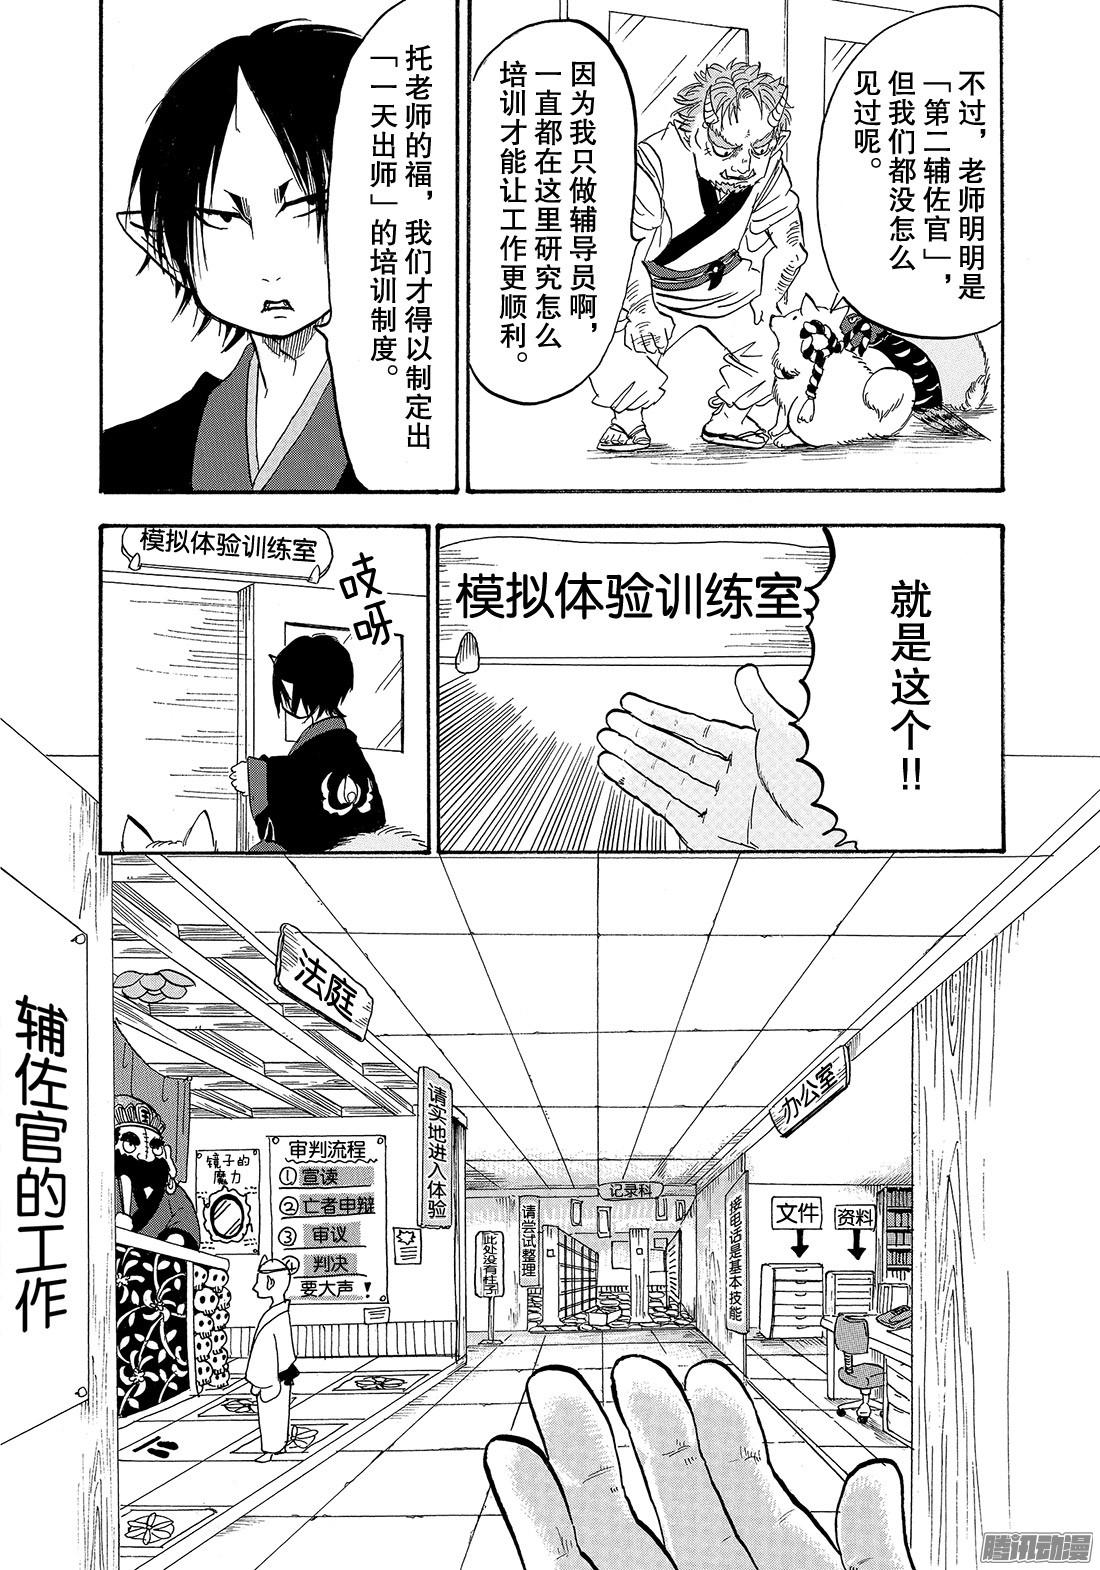 不过，老师明明是
「第二辅佐官」，
但我们都没怎么
见过呢。
因为我只做辅导员啊，
一直都在这里研究怎么
培训才能让工作更顺利。
托老师的福，我们才得以制定出
「一天出师」的培训制度。
就是这个!!
模拟体验训练室
模拟体验训练室
吱呀
辅佐官的工作
法庭
办公室
请实地进入体验
镜子的
魔力
审判流程
①宣读
②亡者申辩
③审议
④判决
要大声！
此处没有柱子
请尝试整理
记录科
接电话是基本技能
文件
资料
腾讯动漫